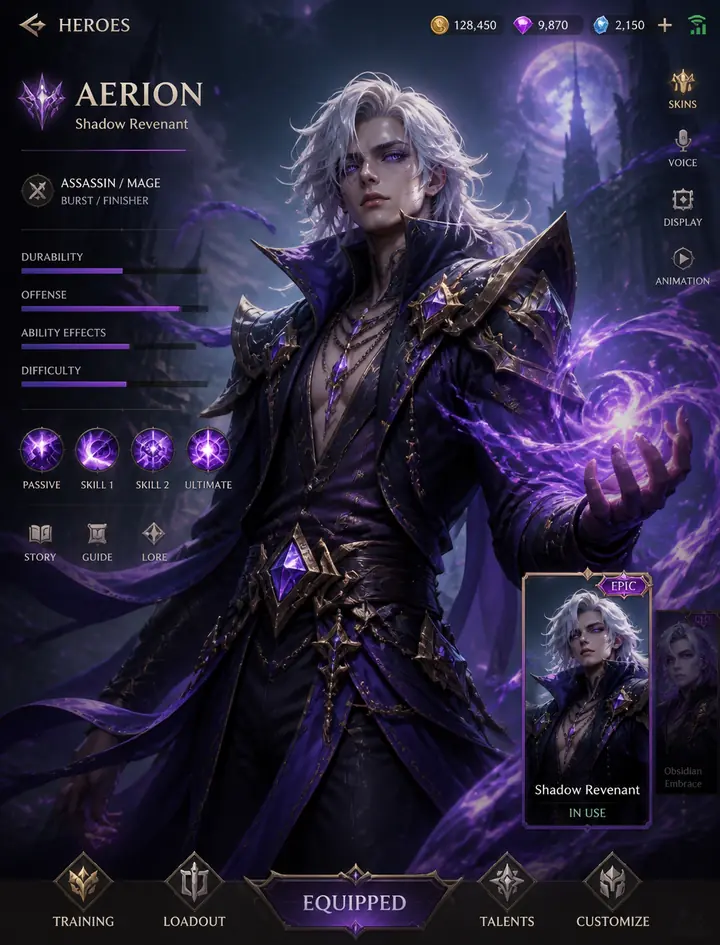 HEROES
128,450
9,870
2,150
AERION
Shadow Revenant
ASSASSIN / MAGE
BURST / FINISHER
DURABILITY
OFFENSE
ABILITY EFFECTS
DIFFICULTY
PASSIVE
SKILL 1
SKILL 2
ULTIMATE
STORY
GUIDE
LORE
SKINS
VOICE
DISPLAY
ANIMATION
EPIC
Shadow Revenant
IN USE
Obsidian
Embrace
TRAINING
LOADOUT
EQUIPPED
TALENTS
CUSTOMIZE